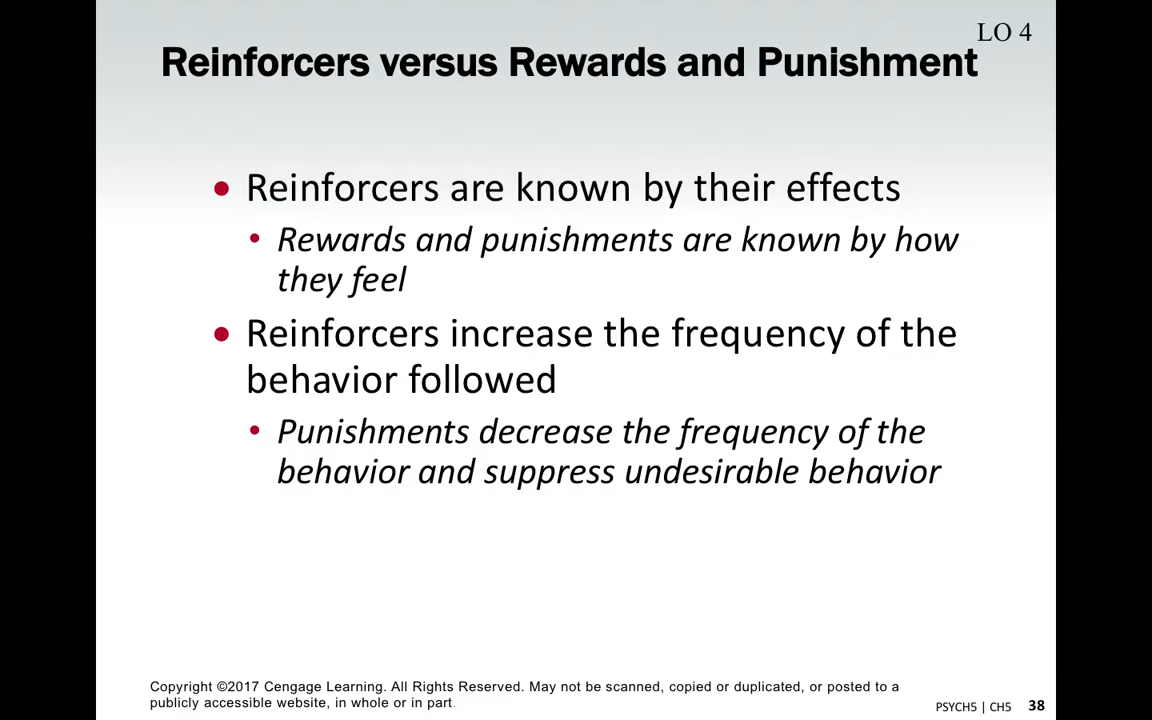 LO 4
Reinforcers versus Rewards and Punishment
• Reinforcers are known by their effects
• Rewards and punishments are known by how
they feel
• Reinforcers increase the frequency of the
behavior followed
• Punishments decrease the frequency of the
behavior and suppress undesirable behavior
Copyright ©2017 Cengage Learning. All Rights Reserved. May not be scanned, copied or duplicated, or posted to a
publicly accessible website, in whole or in part.
PSYCH5 | CH5 38